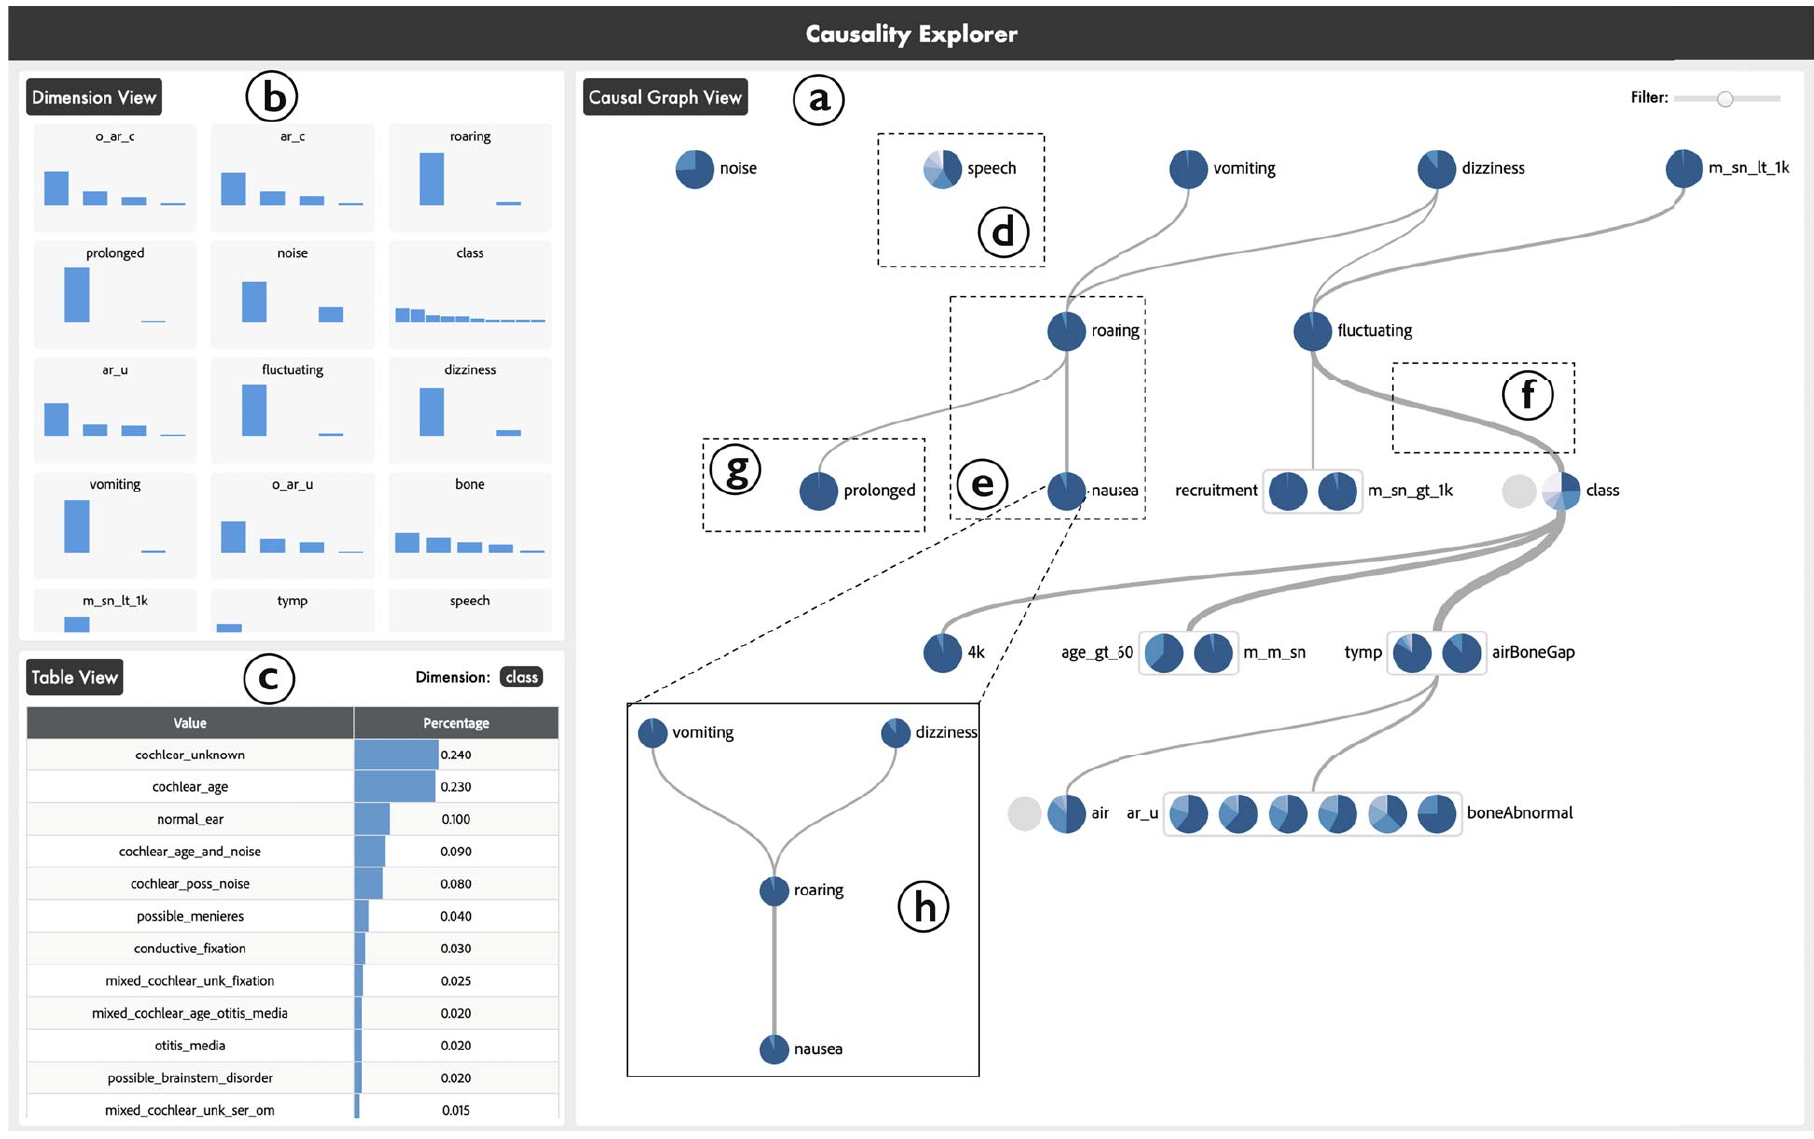 Causality Explorer
Dimension View
b
o_ar_c
ar_c
roaring
prolonged
noise
class
ar_u
fluctuating
dizziness
vomiting
o_ar_u
bone
m_sn_lt_1k
tymp
speech
Table View
c
Dimension: class
Value Percentage
cochlear_unknown 0.240
cochlear_age 0.230
normal_ear 0.100
cochlear_age_and_noise 0.090
cochlear_poss_noise 0.080
possible_menieres 0.040
conductive_fixation 0.030
mixed_cochlear_unk_fixation 0.025
mixed_cochlear_age_otitis_media 0.020
otitis_media 0.020
possible_brainstem_disorder 0.020
mixed_cochlear_unk_ser_om 0.015
Causal Graph View
a
Filter:
noise
speech
vomiting
dizziness
m_sn_lt_1k
d
roaring
fluctuating
f
g
prolonged
e
nausea
recruitment
m_sn_gt_1k
class
4k
age_gt_60
m_m_sn
tymp
airBoneGap
air
ar_u
boneAbnormal
vomiting
dizziness
roaring
h
nausea